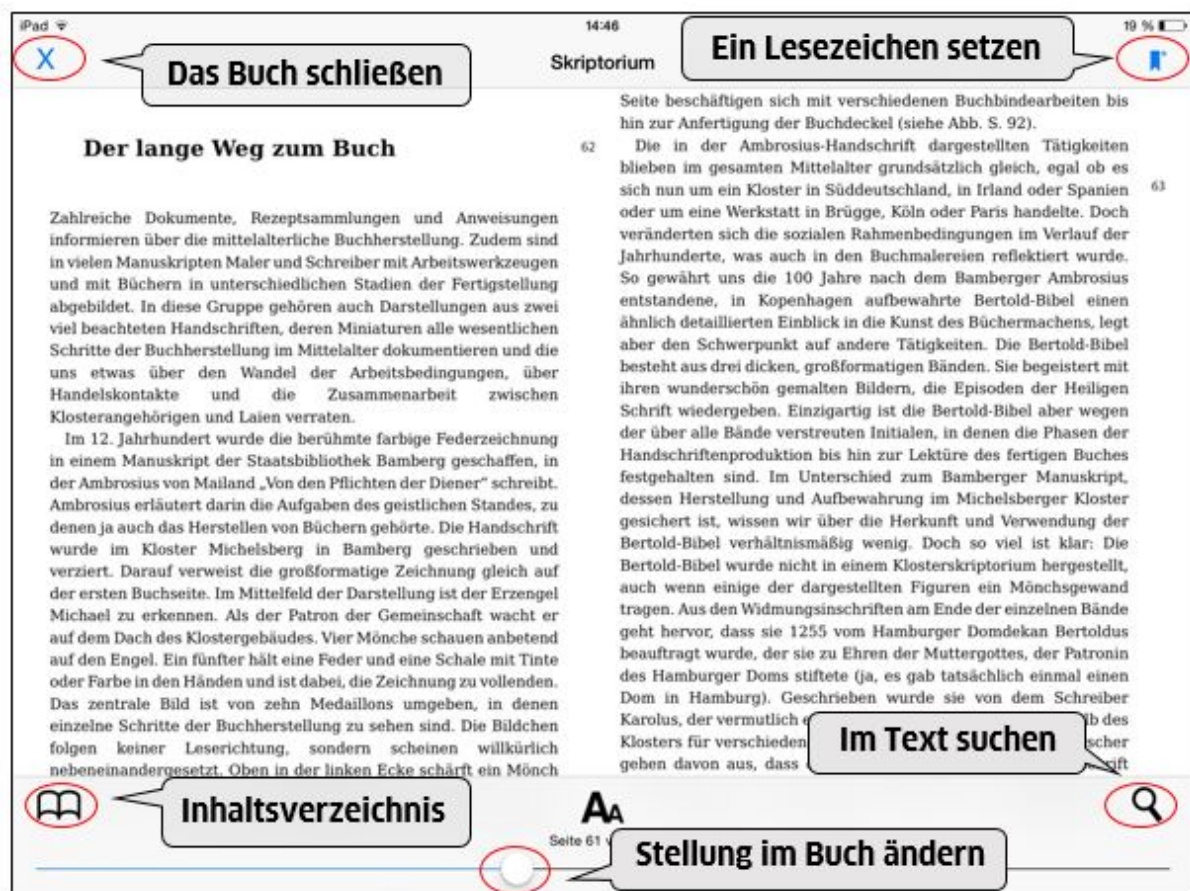 iPad
14:46
19 %
X
Das Buch schließen
Skriptorium
Ein Lesezeichen setzen
Der lange Weg zum Buch
62
Zahlreiche Dokumente, Rezeptsammlungen und Anweisungen
informieren über die mittelalterliche Buchherstellung. Zudem sind
in vielen Manuskripten Maler und Schreiber mit Arbeitswerkzeugen
und mit Büchern in unterschiedlichen Stadien der Fertigstellung
abgebildet. In diese Gruppe gehören auch Darstellungen aus zwei
viel beachteten Handschriften, deren Miniaturen alle wesentlichen
Schritte der Buchherstellung im Mittelalter dokumentieren und die
uns etwas über den Wandel der Arbeitsbedingungen, über
Handelskontakte und die Zusammenarbeit zwischen
Klosterangehörigen und Laien verraten.
Im 12. Jahrhundert wurde die berühmte farbige Federzeichnung
in einem Manuskript der Staatsbibliothek Bamberg geschaffen, in
der Ambrosius von Mailand „Von den Pflichten der Diener“ schreibt.
Ambrosius erläutert darin die Aufgaben des geistlichen Standes, zu
denen ja auch das Herstellen von Büchern gehörte. Die Handschrift
wurde im Kloster Michelsberg in Bamberg geschrieben und
verziert. Darauf verweist die großformatige Zeichnung gleich auf
der ersten Buchseite. Im Mittelfeld der Darstellung ist der Erzengel
Michael zu erkennen. Als der Patron der Gemeinschaft wacht er
auf dem Dach des Klostergebäudes. Vier Mönche schauen anbetend
auf den Engel. Ein fünfter hält eine Feder und eine Schale mit Tinte
oder Farbe in den Händen und ist dabei, die Zeichnung zu vollenden.
Das zentrale Bild ist von zehn Medaillons umgeben, in denen
einzelne Schritte der Buchherstellung zu sehen sind. Die Bildchen
folgen keiner Leserichtung, sondern scheinen willkürlich
nebeneinandergesetzt. Oben in der linken Ecke schärft ein Mönch
Seite beschäftigen sich mit verschiedenen Buchbindearbeiten bis
hin zur Anfertigung der Buchdeckel (siehe Abb. S. 92).
Die in der Ambrosius-Handschrift dargestellten Tätigkeiten
blieben im gesamten Mittelalter grundsätzlich gleich, egal ob es
sich nun um ein Kloster in Süddeutschland, in Irland oder Spanien
63
oder um eine Werkstatt in Brügge, Köln oder Paris handelte. Doch
veränderten sich die sozialen Rahmenbedingungen im Verlauf der
Jahrhunderte, was auch in den Buchmalereien reflektiert wurde.
So gewährt uns die 100 Jahre nach dem Bamberger Ambrosius
entstandene, in Kopenhagen aufbewahrte Bertold-Bibel einen
ähnlich detaillierten Einblick in die Kunst des Büchermachens, legt
aber den Schwerpunkt auf andere Tätigkeiten. Die Bertold-Bibel
besteht aus drei dicken, großformatigen Bänden. Sie begeistert mit
ihren wunderschön gemalten Bildern, die Episoden der Heiligen
Schrift wiedergeben. Einzigartig ist die Bertold-Bibel aber wegen
der über alle Bände verstreuten Initialen, in denen die Phasen der
Handschriftenproduktion bis hin zur Lektüre des fertigen Buches
festgehalten sind. Im Unterschied zum Bamberger Manuskript,
dessen Herstellung und Aufbewahrung im Michelsberger Kloster
gesichert ist, wissen wir über die Herkunft und Verwendung der
Bertold-Bibel verhältnismäßig wenig. Doch so viel ist klar: Die
Bertold-Bibel wurde nicht in einem Klosterskriptorium hergestellt,
auch wenn einige der dargestellten Figuren ein Mönchsgewand
tragen. Aus den Widmungsinschriften am Ende der einzelnen Bände
geht hervor, dass sie 1255 vom Hamburger Domdekan Bertoldus
beauftragt wurde, der sie zu Ehren der Muttergottes, der Patronin
des Hamburger Doms stiftete (ja, es gab tatsächlich einmal einen
Dom in Hamburg). Geschrieben wurde sie von dem Schreiber
Karolus, der vermutlich des
Klosters für
gehen davon aus, dass
Im Text suchen
Inhaltsverzeichnis
AA
Seite 61
Stellung im Buch ändern